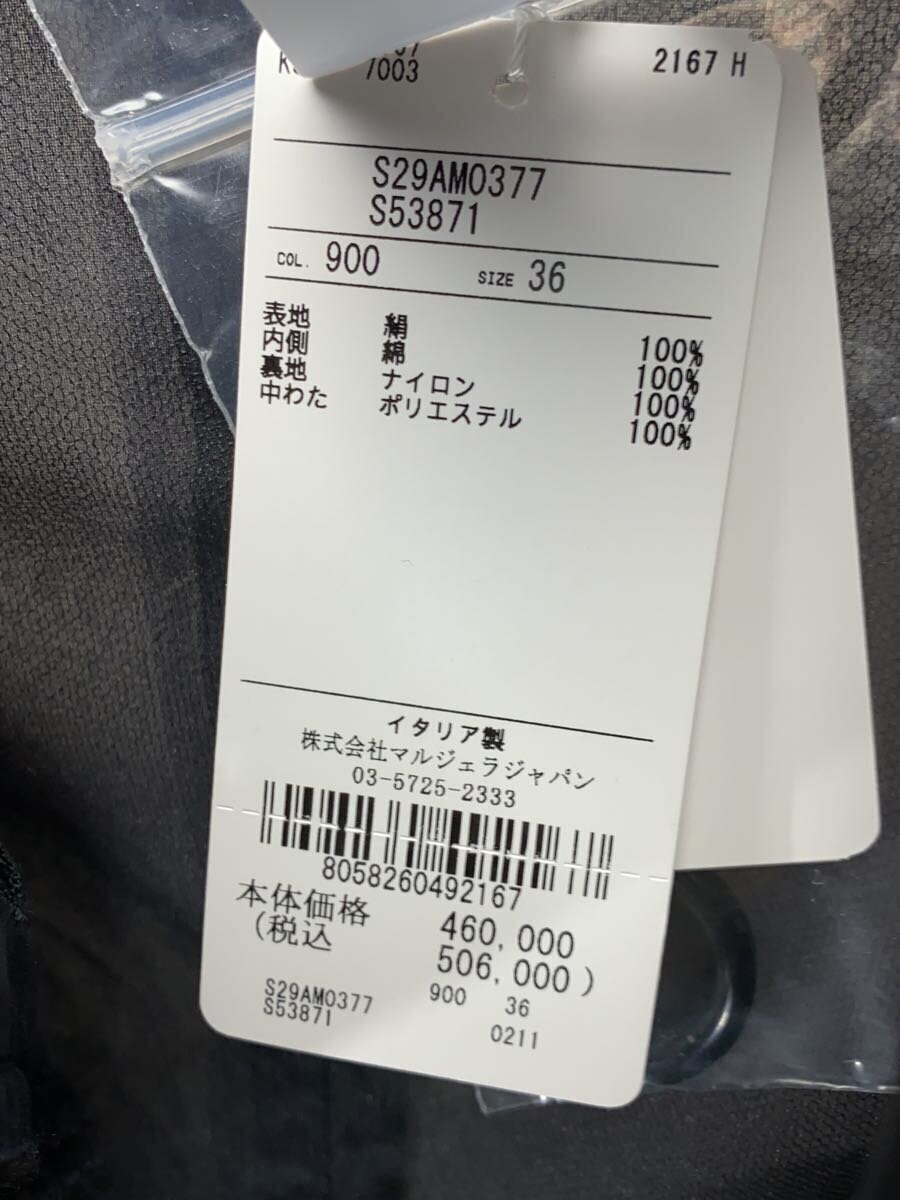 7003
2167 H
S29AM0377
S53871
COL. 900 SIZE 36
表地 絹 100%
内側 綿 100%
裏地 ナイロン 100%
中わた ポリエステル 100%
イタリア製
株式会社マルジェラジャパン
03-5725-2333
8058260492167
本体価格 460,000
(税込 506,000)
S29AM0377 900 36
S53871 0211